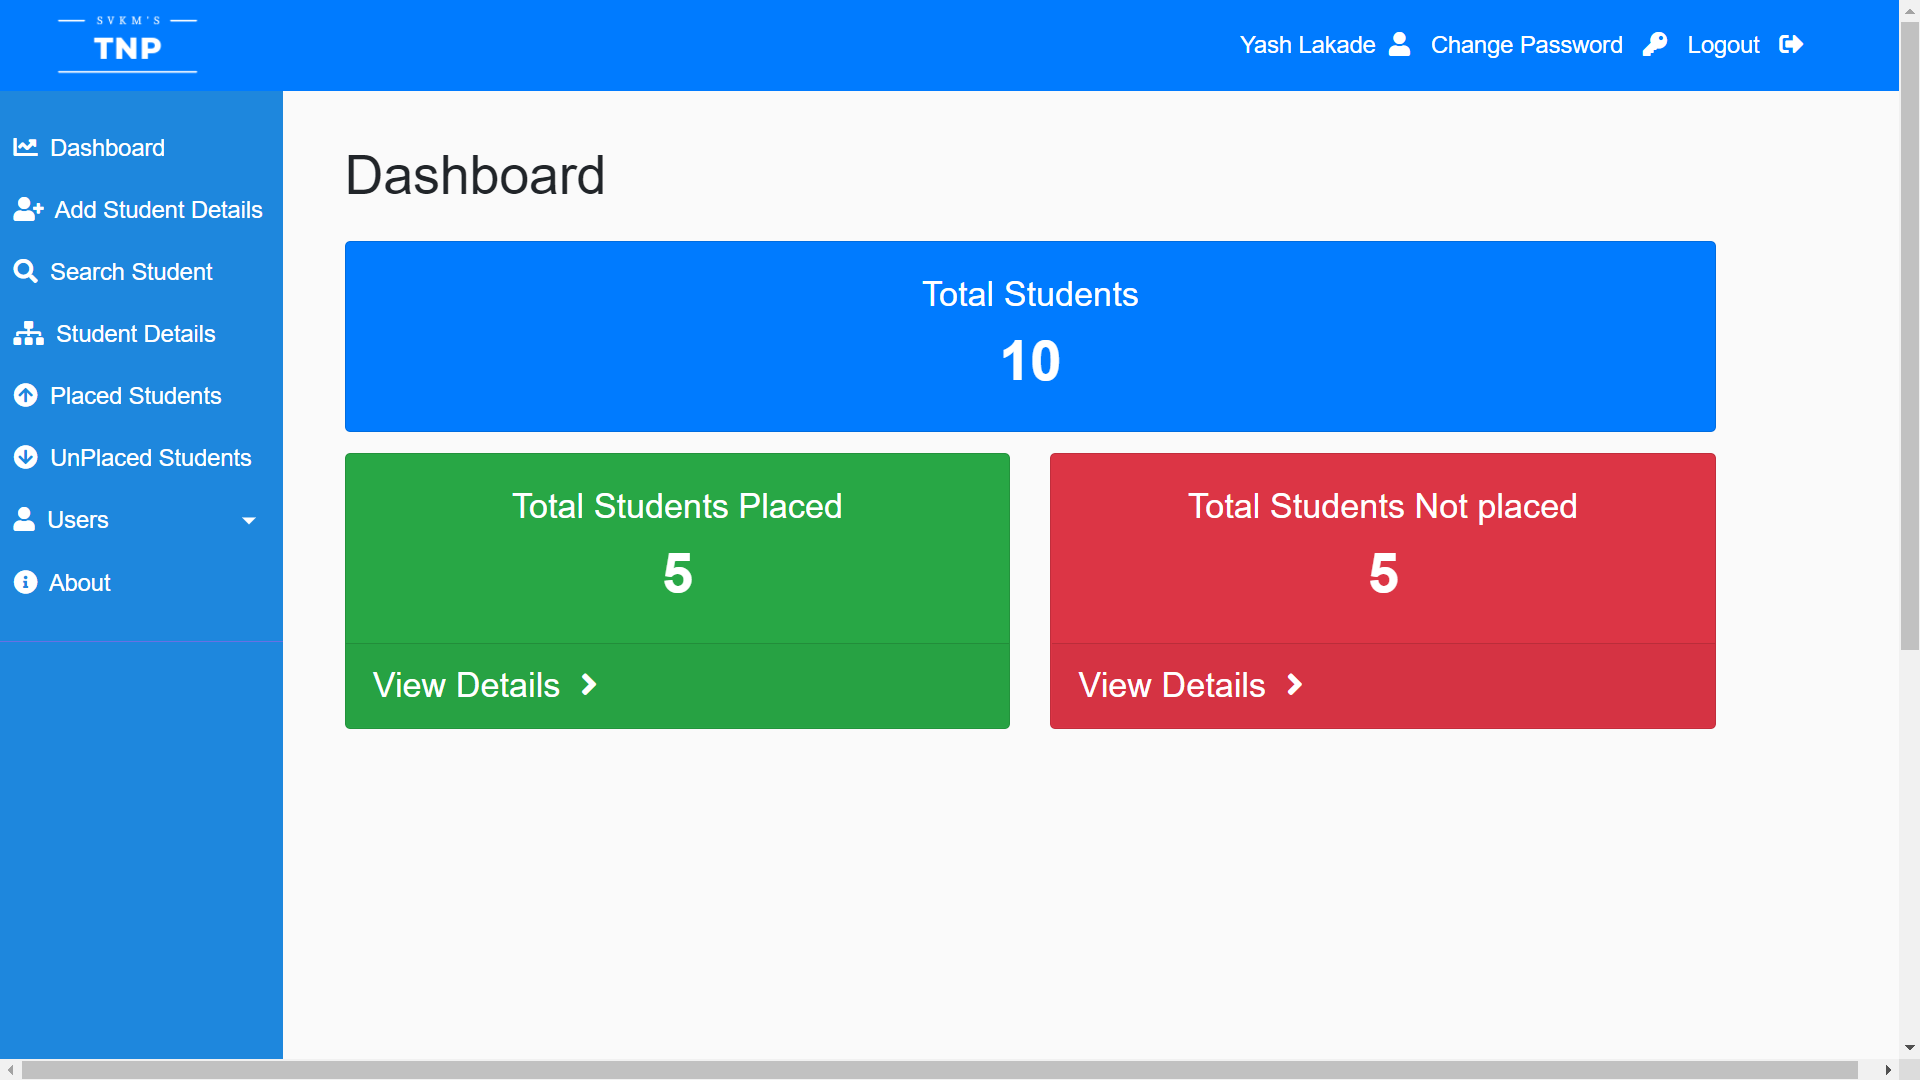 SVKM'S
TNP
Yash Lakade
Change Password
Logout
Dashboard
Add Student Details
Search Student
Student Details
Placed Students
UnPlaced Students
Users
About
Dashboard
Total Students
10
Total Students Placed
5
View Details
Total Students Not placed
5
View Details